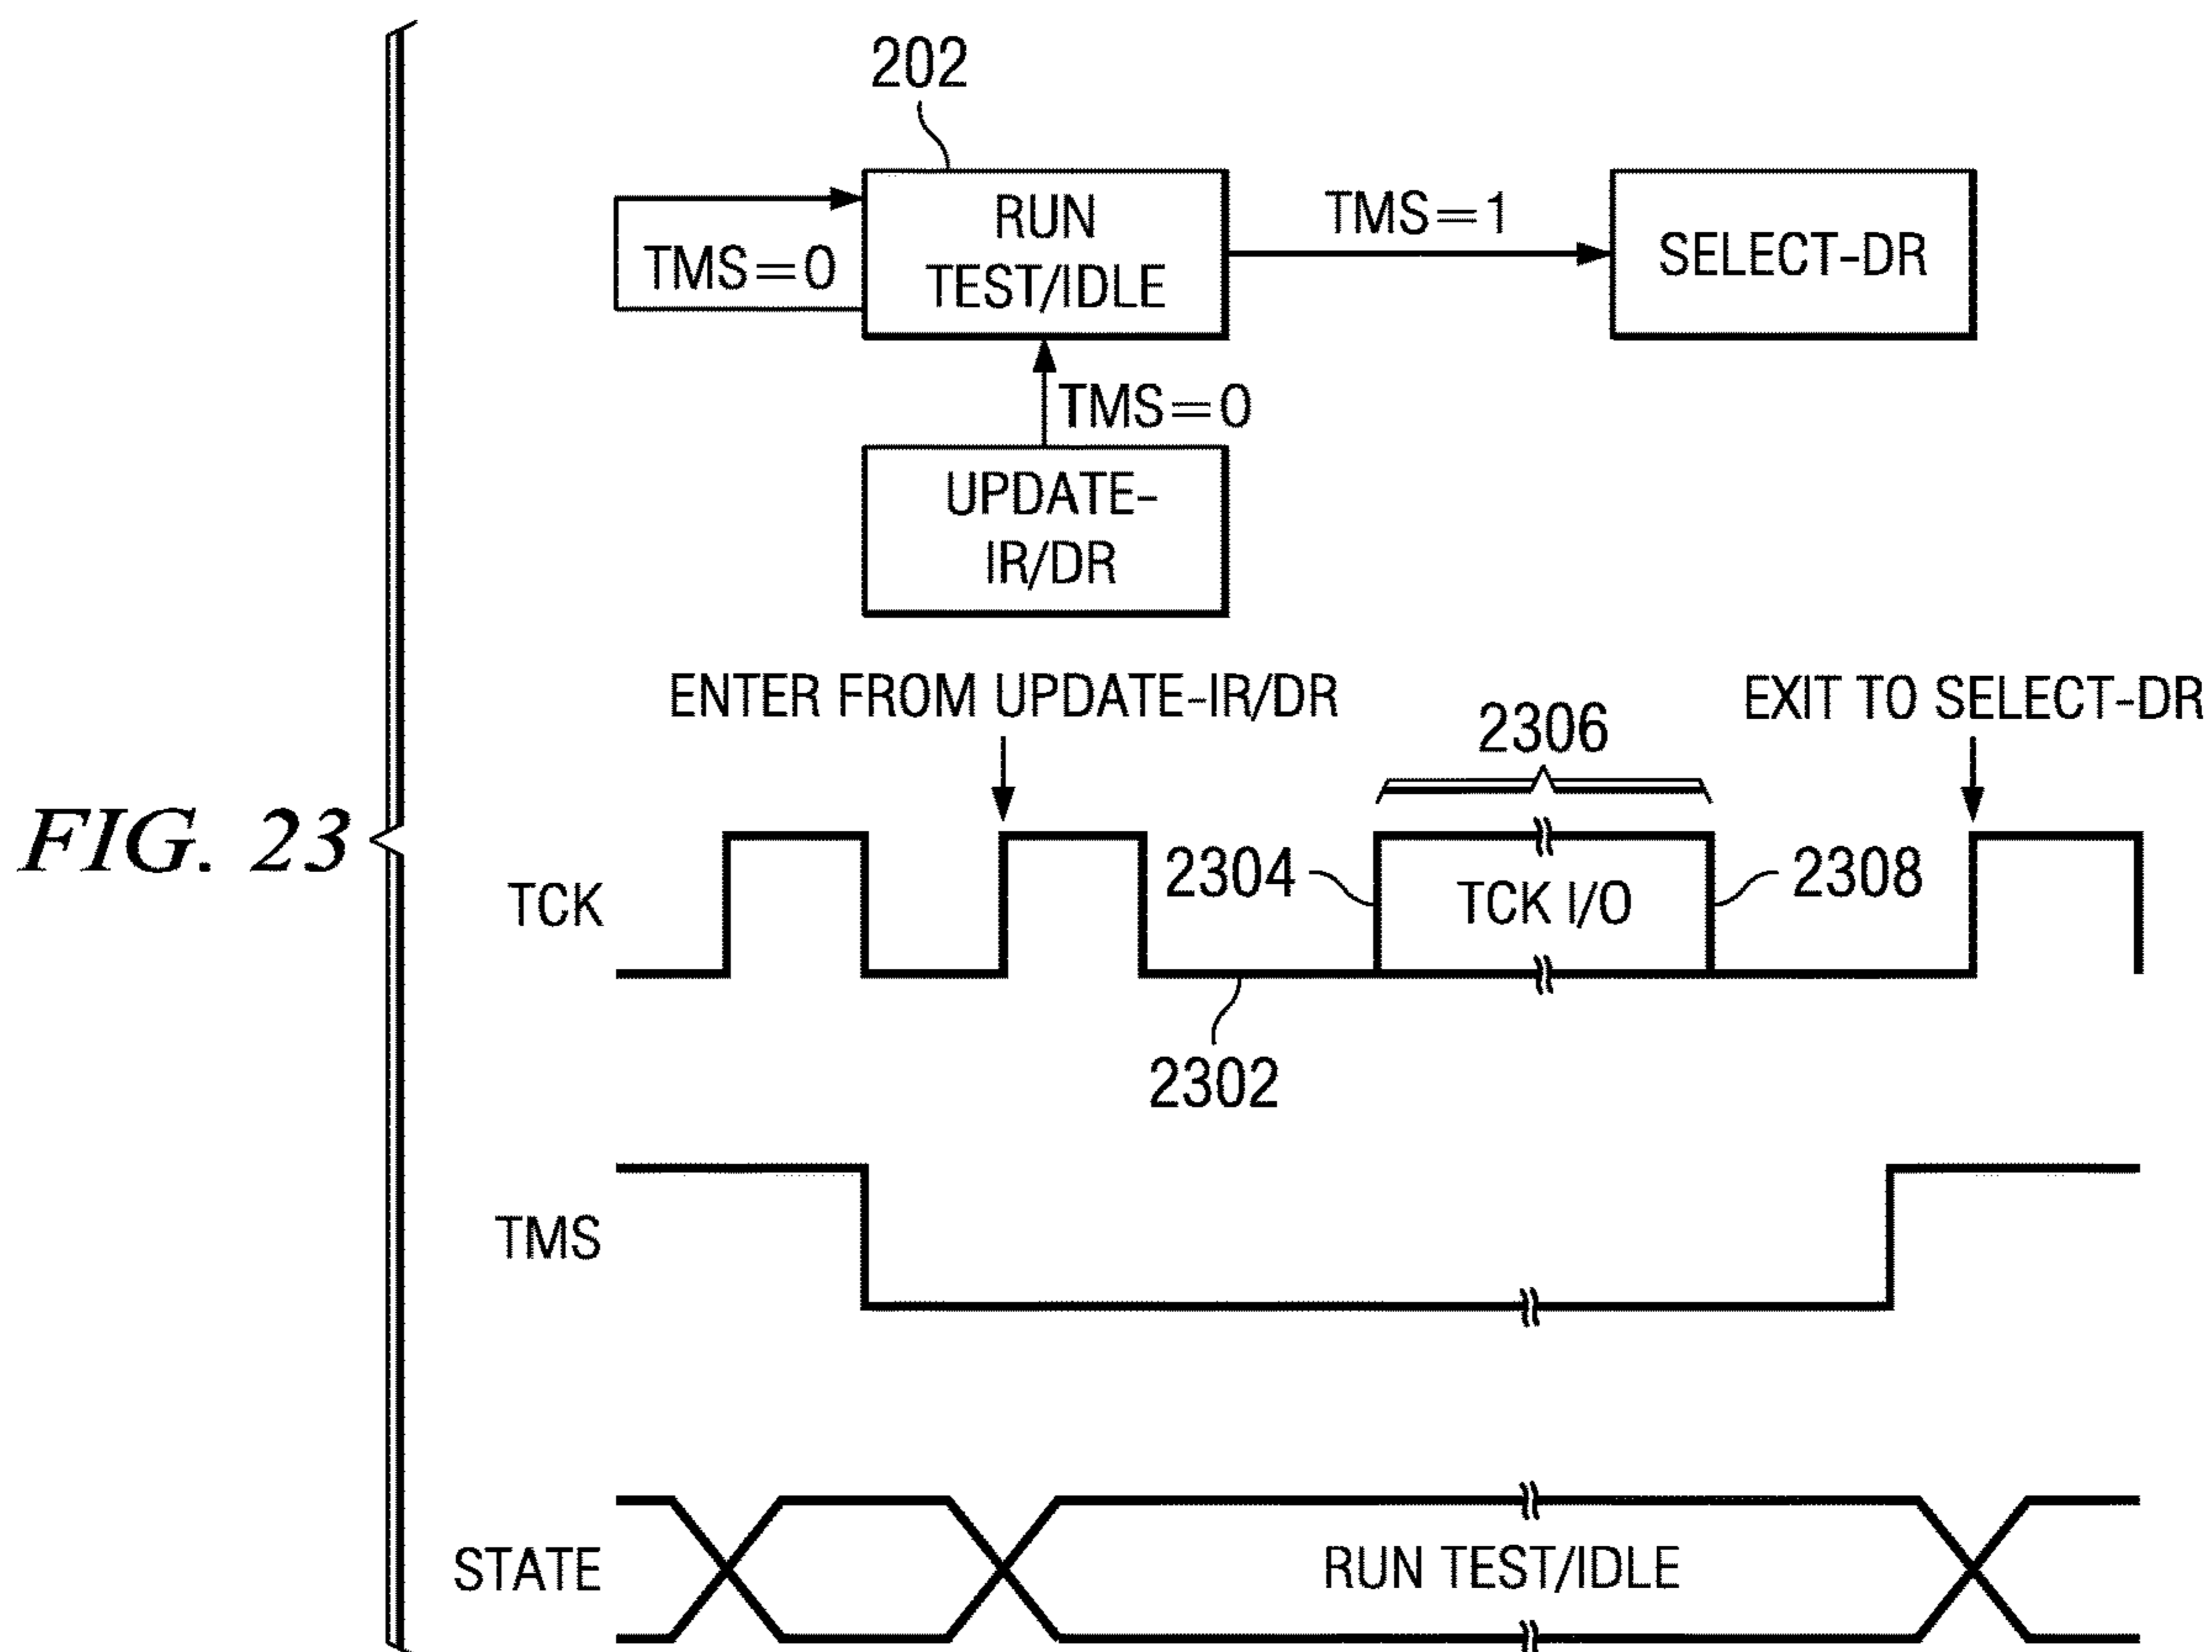 202
RUN
TEST/IDLE
TMS=0
TMS=1
SELECT-DR
TMS=0
UPDATE-
IR/DR
ENTER FROM UPDATE-IR/DR
2306
EXIT TO SELECT-DR
FIG. 23
TCK
2304
TCK I/O
2308
2302
TMS
STATE
RUN TEST/IDLE